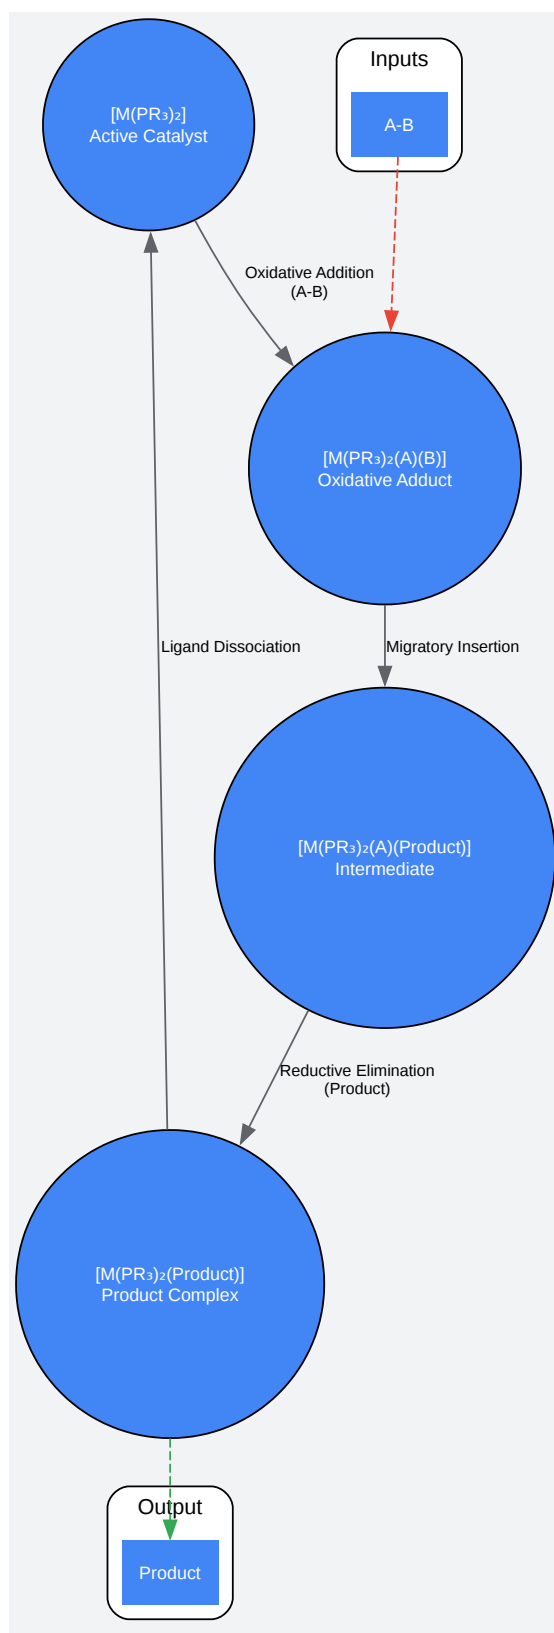 [M(PR₃)₂]
Active Catalyst
Inputs
A-B
Oxidative Addition
(A-B)
[M(PR₃)₂(A)(B)]
Oxidative Adduct
Ligand Dissociation
Migratory Insertion
[M(PR₃)₂(A)(Product)]
Intermediate
Reductive Elimination
(Product)
[M(PR₃)₂(Product)]
Product Complex
Output
Product